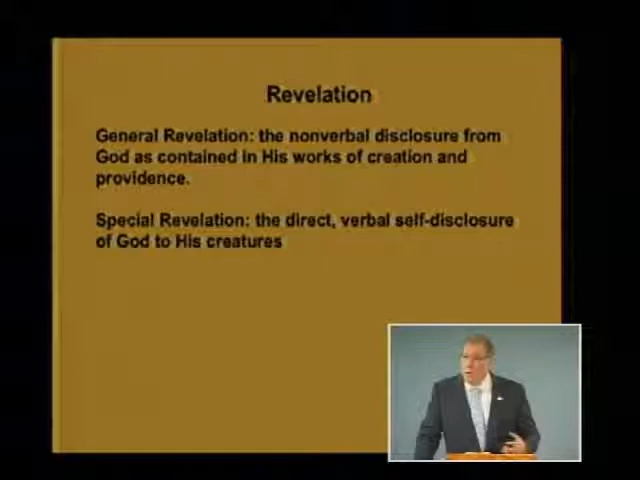 Revelation
General Revelation: the nonverbal disclosure from
God as contained in His works of creation and
providence.
Special Revelation: the direct, verbal self-disclosure
of God to His creatures